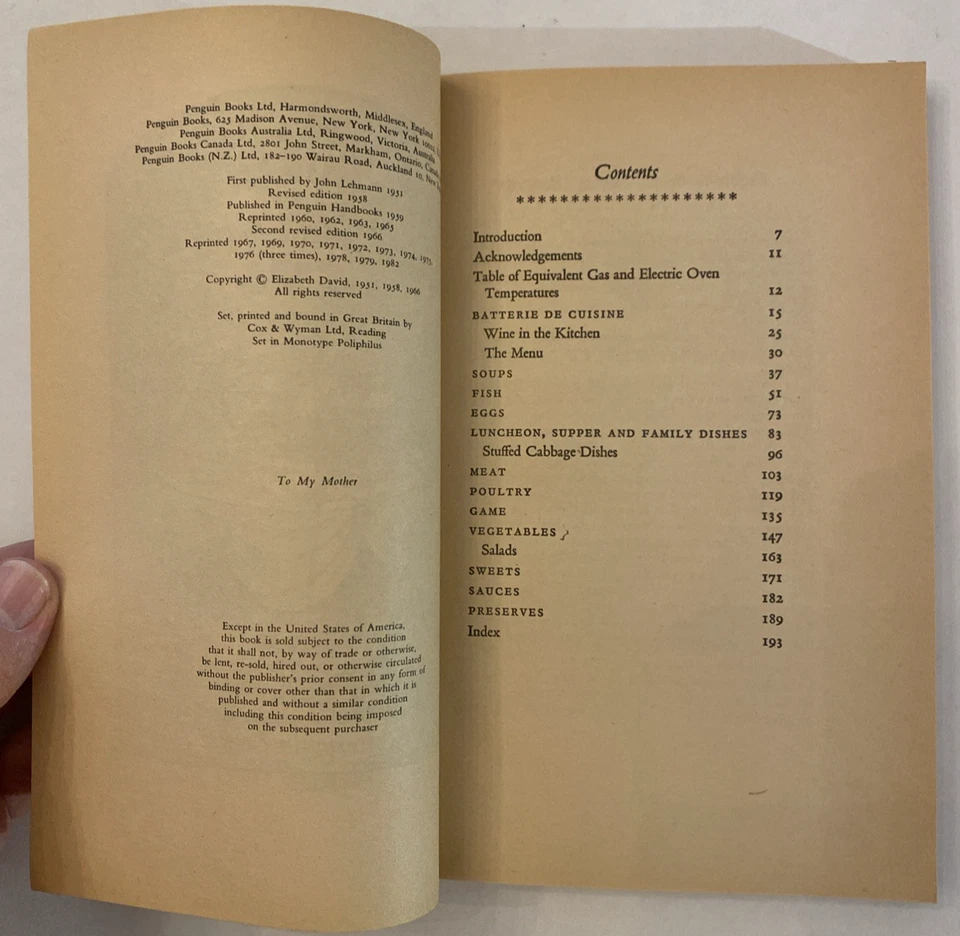 Penguin Books Ltd, Harmondsworth, Middlesex, England
Penguin Books, 625 Madison Avenue, New York, New York
Penguin Books Australia Ltd, Ringwood, Victoria, Australia
Penguin Books Canada Ltd, 2801 John Street, Markham, Ontario,
Penguin Books (N.Z.) Ltd, 182–190 Wairau Road, Auckland 10,
First published by John Lehmann 1951
Revised edition 1958
Published in Penguin Handbooks 1959
Reprinted 1960, 1962, 1963, 1965
Second revised edition 1966
Reprinted 1967, 1969, 1970, 1971, 1972, 1973, 1974, 1975,
1976 (three times), 1978, 1979, 1982
Copyright © Elizabeth David, 1951, 1958, 1966
All rights reserved
Set, printed and bound in Great Britain by
Cox & Wyman Ltd, Reading
Set in Monotype Poliphilus
To My Mother
Except in the United States of America,
this book is sold subject to the condition
that it shall not, by way of trade or otherwise,
be lent, re-sold, hired out, or otherwise circulated
without the publisher's prior consent in any form of
binding or cover other than that in which it is
published and without a similar condition
including this condition being imposed
on the subsequent purchaser
Contents
********************
Introduction 7
Acknowledgements 11
Table of Equivalent Gas and Electric Oven
Temperatures 12
BATTERIE DE CUISINE 15
Wine in the Kitchen 25
The Menu 30
SOUPS 37
FISH 51
EGGS 73
LUNCHEON, SUPPER AND FAMILY DISHES 83
Stuffed Cabbage Dishes 96
MEAT 103
POULTRY 119
GAME 135
VEGETABLES 147
Salads 163
SWEETS 171
SAUCES 182
PRESERVES 189
Index 193